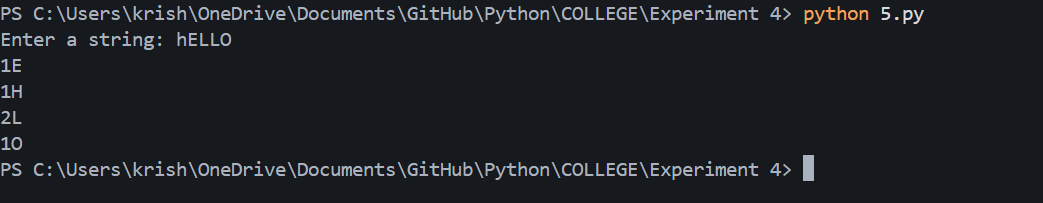 PS C:\Users\krish\OneDrive\Documents\GitHub\Python\COLLEGE\Experiment 4> python 5.py
Enter a string: hELLO
1E
1H
2L
1O
PS C:\Users\krish\OneDrive\Documents\GitHub\Python\COLLEGE\Experiment 4>